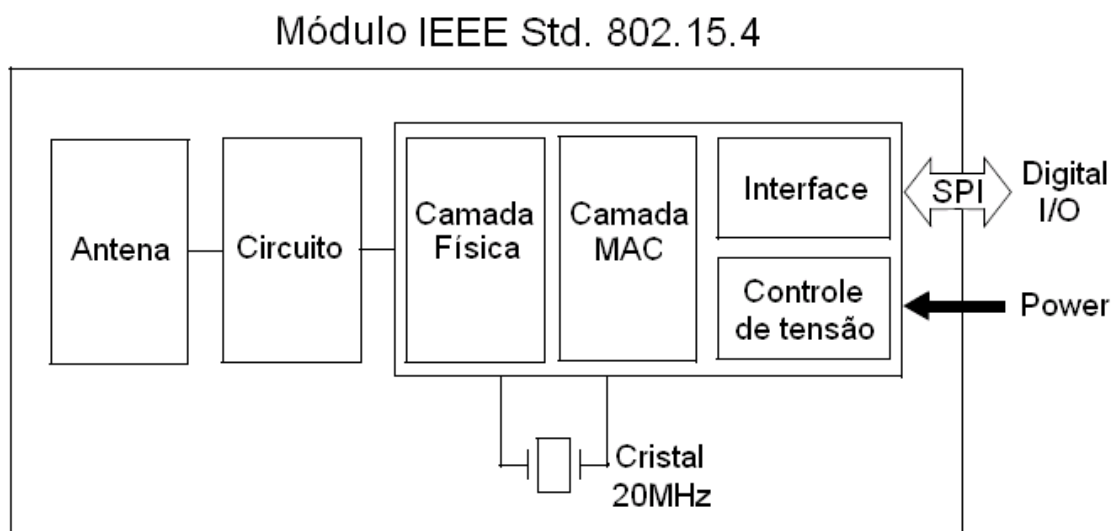 Módulo IEEE Std. 802.15.4
Antena
Circuito
Camada
Física
Camada
MAC
Interface
Controle
de tensão
SPI
Digital
I/O
Power
Cristal
20MHz